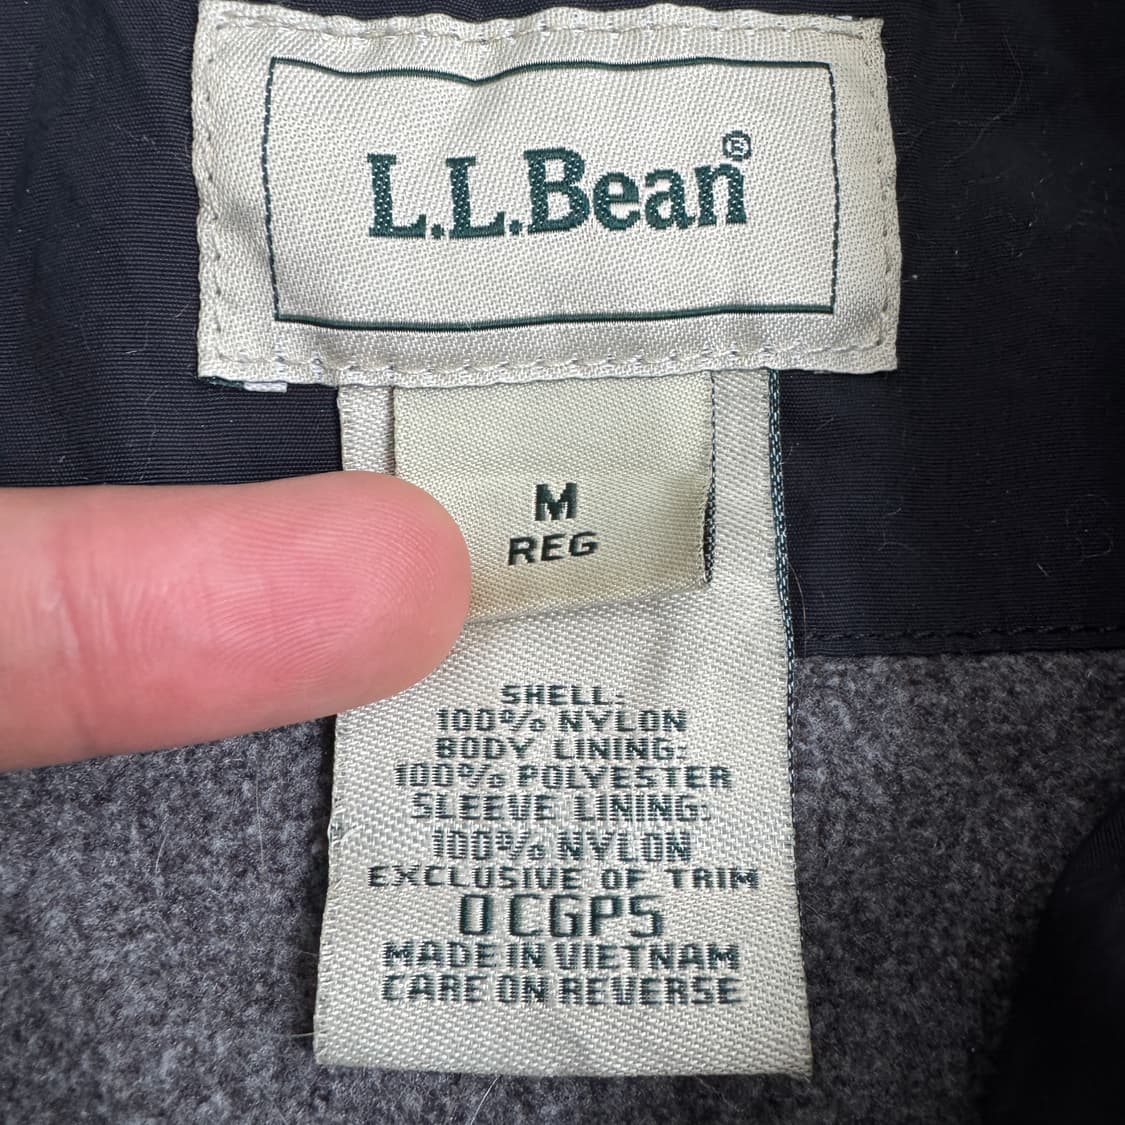 L.L.Bean®
M
REG
SHELL:
100% NYLON
BODY LINING:
100% POLYESTER
SLEEVE LINING:
100% NYLON
EXCLUSIVE OF TRIM
0CGP5
MADE IN VIETNAM
CARE ON REVERSE